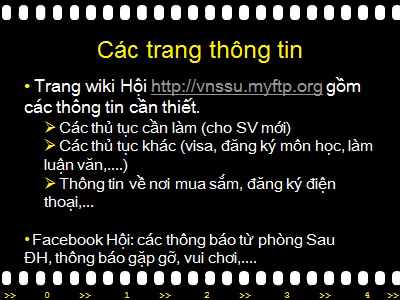 Các trang thông tin
• Trang wiki Hội http://vnssu.myftp.org gồm
các thông tin cần thiết.
➢ Các thủ tục cần làm (cho SV mới)
➢ Các thủ tục khác (visa, đăng ký môn học, làm
luận văn,....)
➢ Thông tin về nơi mua sắm, đăng ký điện
thoại,...
• Facebook Hội: các thông báo từ phòng Sau
ĐH, thông báo gặp gỡ, vui chơi,....
>> 0 >> 1 >> 2 >> 3 >> 4 >>